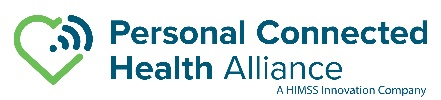 Personal Connected
Health Alliance
A HIMSS Innovation Company